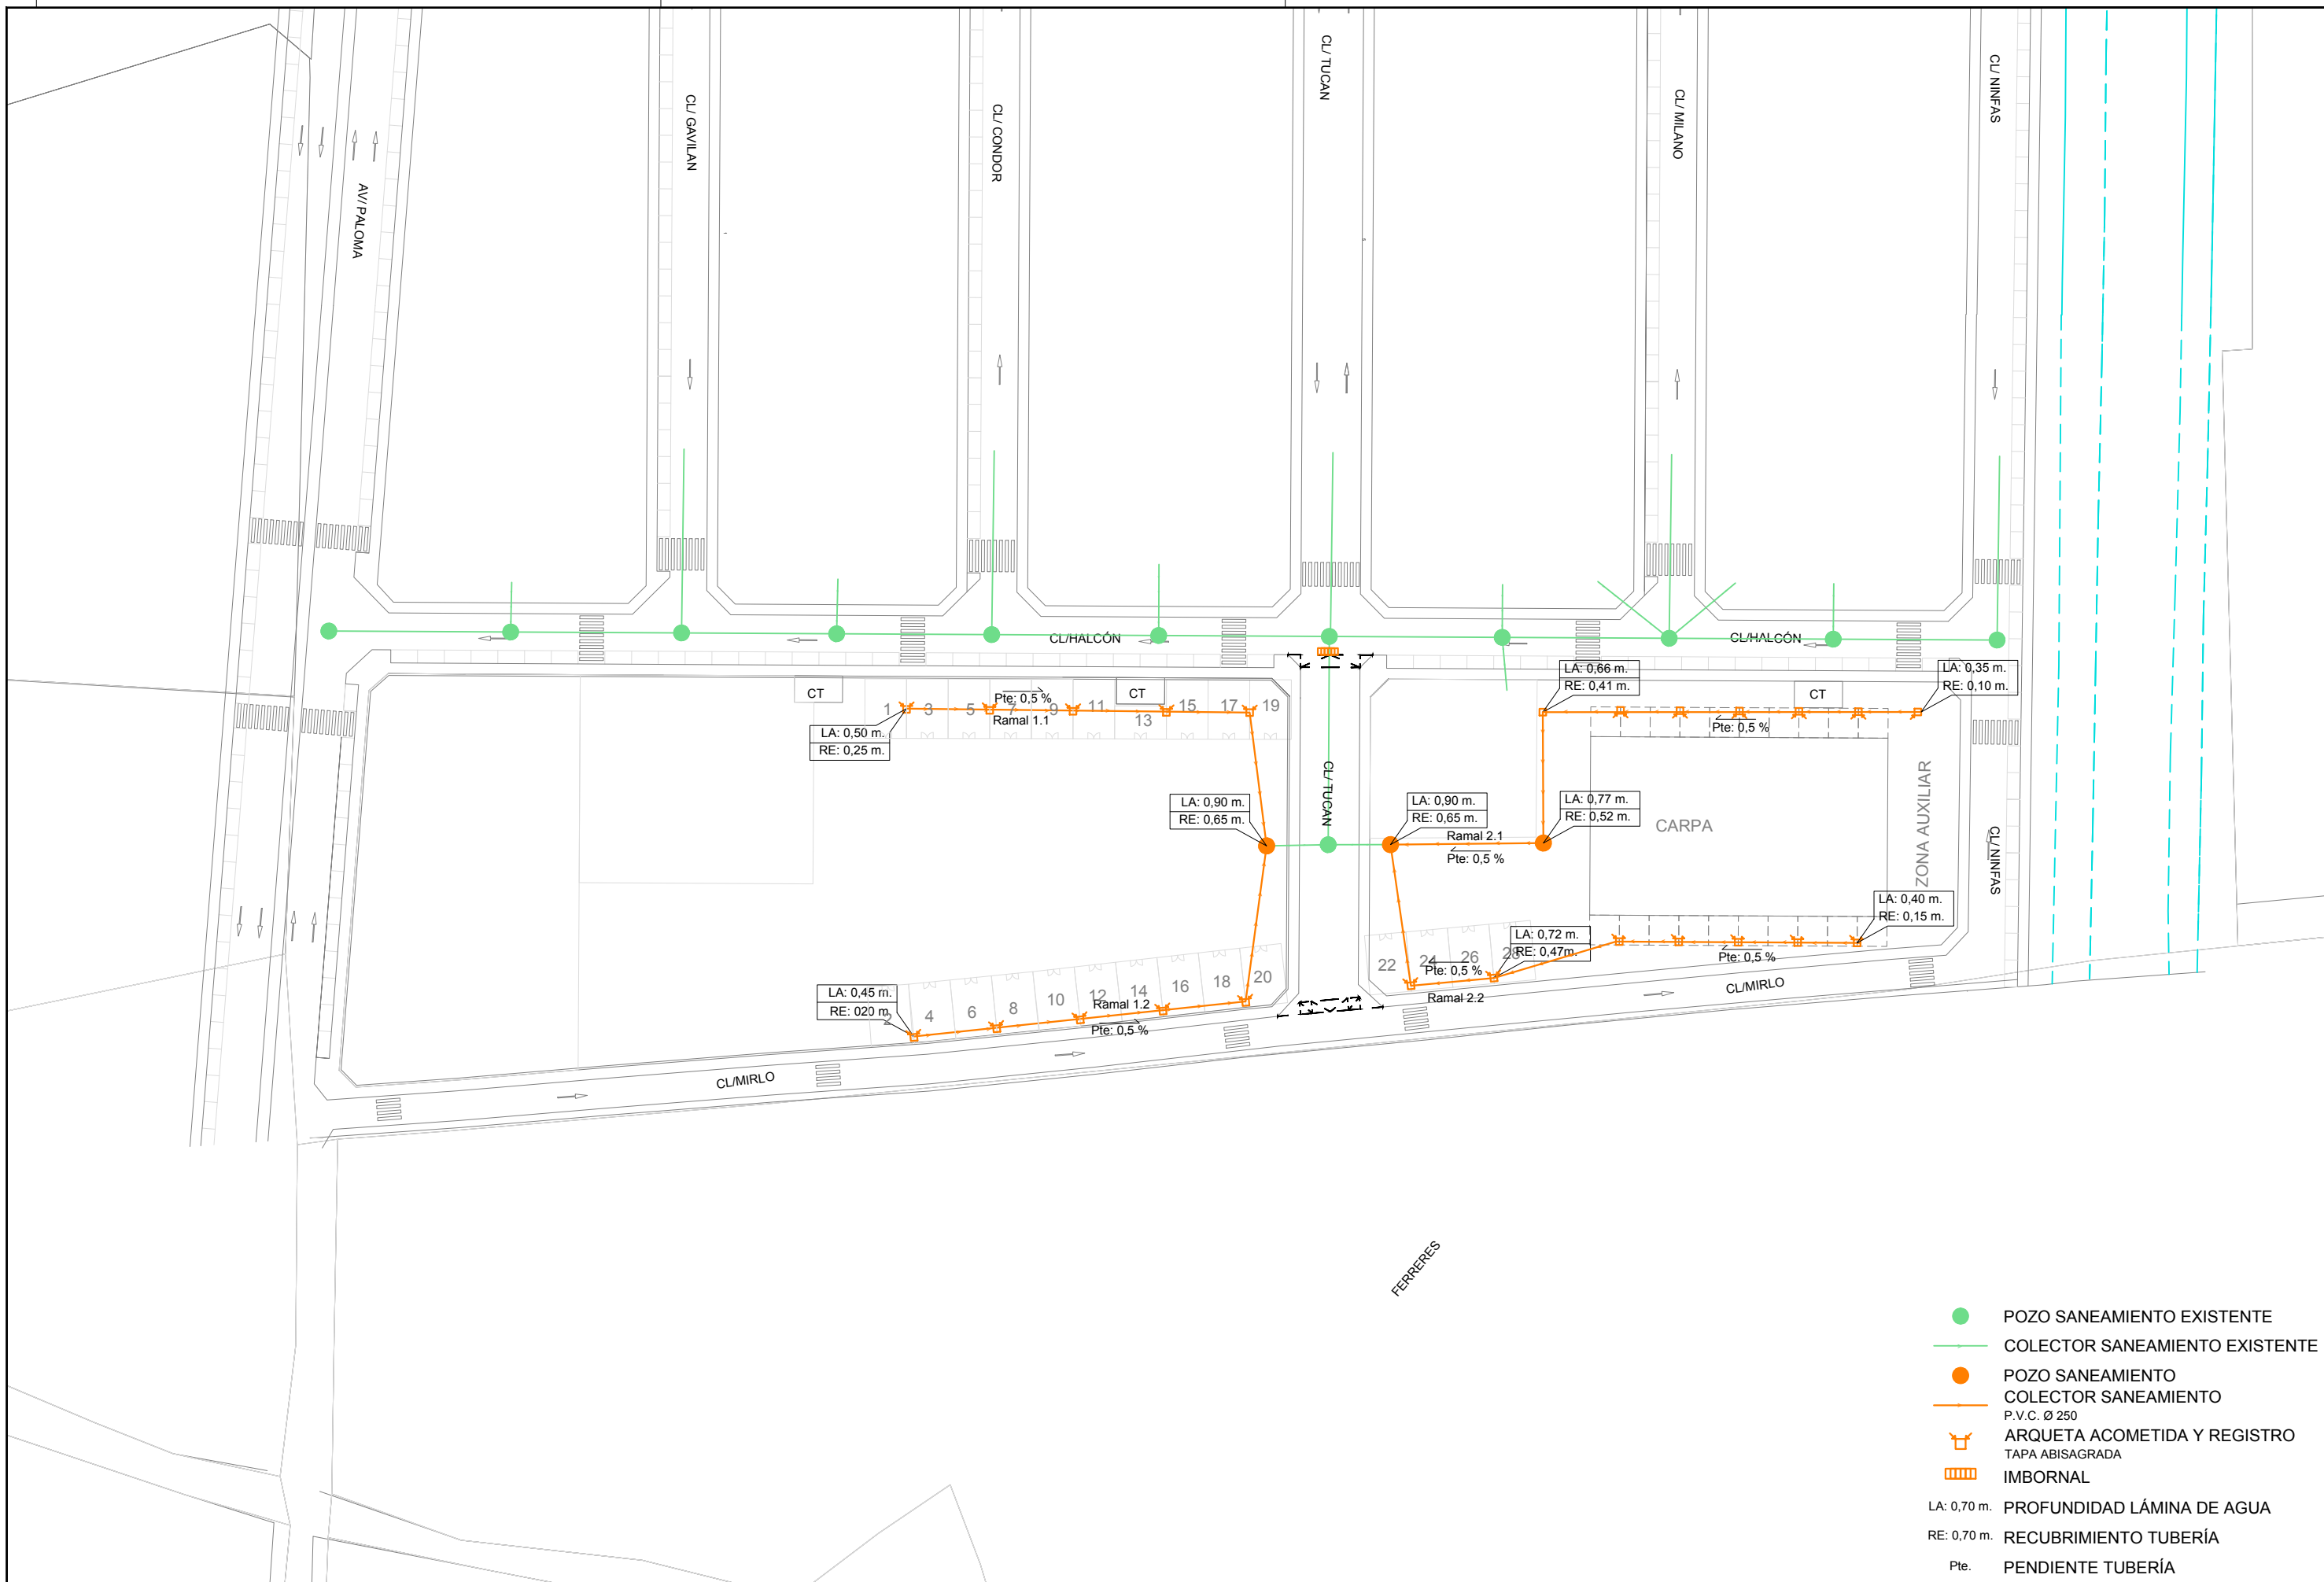 CL/ TUCAN
CL/ NINFAS
CL/ GAVILAN
CL/ CONDOR
CL/ MILANO
AV/ PALOMA
CL/HALCÓN
CL/HALCÓN
LA: 0,66 m.
RE: 0,41 m.
LA: 0,35 m.
RE: 0,10 m.
CT
CT
CT
Pte: 0,5 %
1
3
5
7
9
11
13
15
17
19
Ramal 1.1
Pte: 0,5 %
LA: 0,50 m.
RE: 0,25 m.
CL/ TUCAN
LA: 0,90 m.
RE: 0,65 m.
LA: 0,90 m.
RE: 0,65 m.
LA: 0,77 m.
RE: 0,52 m.
Ramal 2.1
Pte: 0,5 %
CARPA
ZONA AUXILIAR
CL/ NINFAS
LA: 0,40 m.
RE: 0,15 m.
LA: 0,72 m.
RE: 0,47m.
22
24
26
28
Pte: 0,5 %
Ramal 2.2
Pte: 0,5 %
CL/MIRLO
LA: 0,45 m.
RE: 020 m.
2
4
6
8
10
12
14
16
18
20
Ramal 1.2
Pte: 0,5 %
CL/MIRLO
FERRERES
POZO SANEAMIENTO EXISTENTE
COLECTOR SANEAMIENTO EXISTENTE
POZO SANEAMIENTO
COLECTOR SANEAMIENTO
P.V.C. Ø 250
ARQUETA ACOMETIDA Y REGISTRO
TAPA ABISAGRADA
IMBORNAL
LA: 0,70 m. PROFUNDIDAD LÁMINA DE AGUA
RE: 0,70 m. RECUBRIMIENTO TUBERÍA
Pte. PENDIENTE TUBERÍA